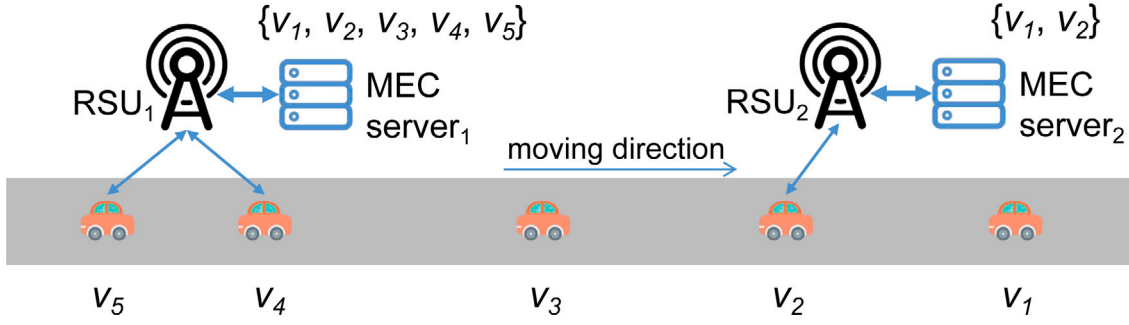 {v1, v2, v3, v4, v5}
{v1, v2}
RSU1
MEC
server1
RSU2
MEC
server2
moving direction
v5
v4
v3
v2
v1